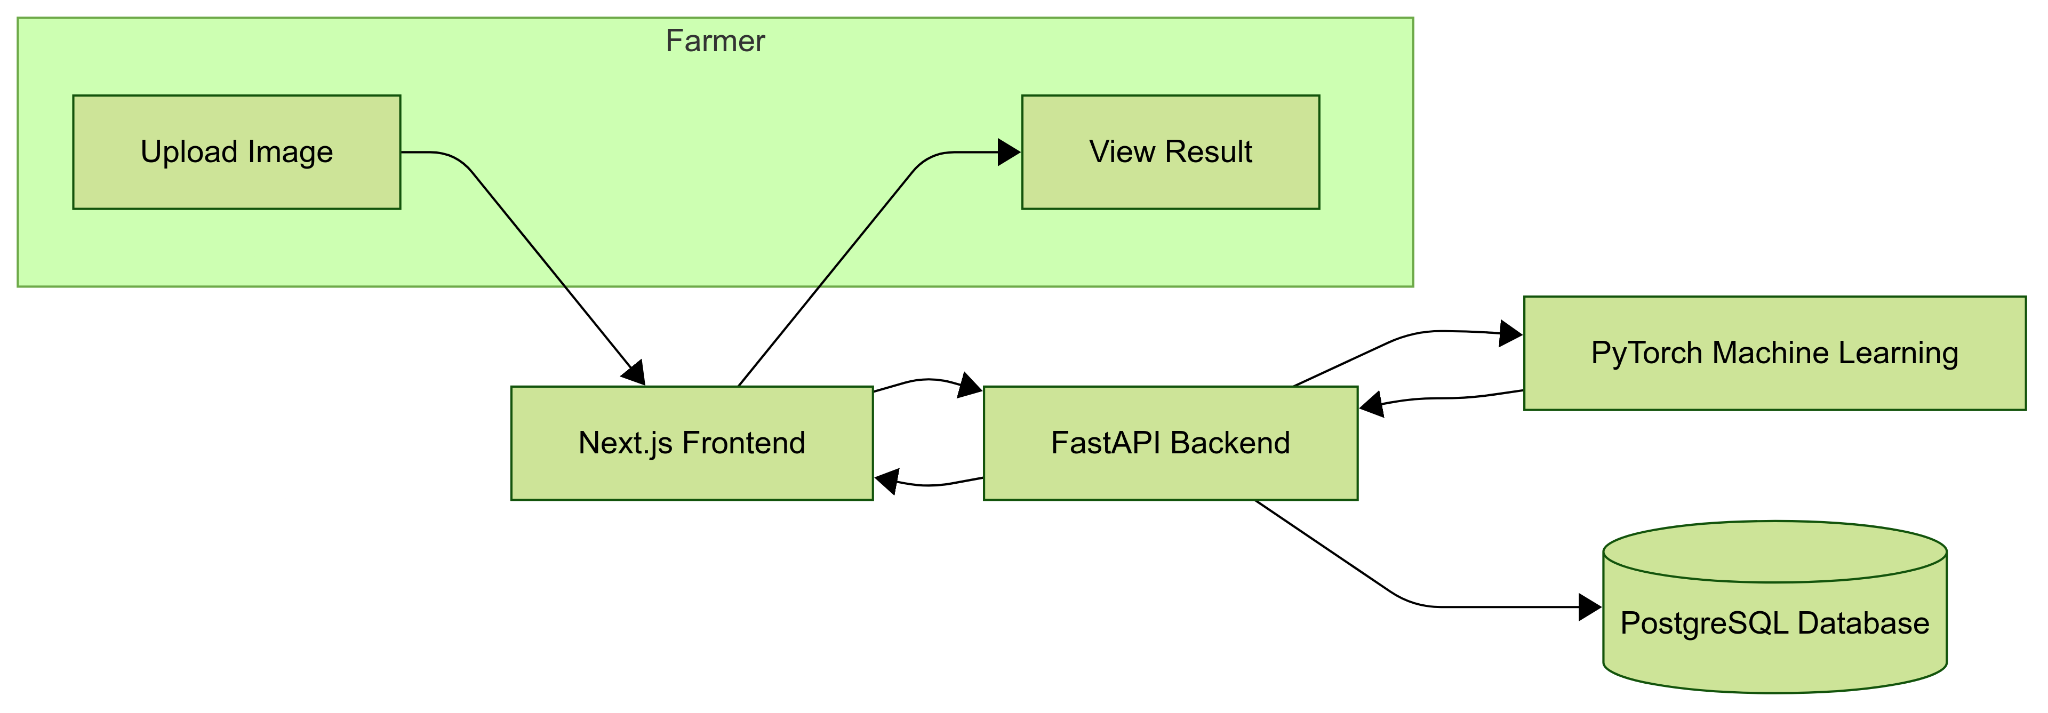 Farmer
Upload Image
View Result
PyTorch Machine Learning
Next.js Frontend
FastAPI Backend
PostgreSQL Database